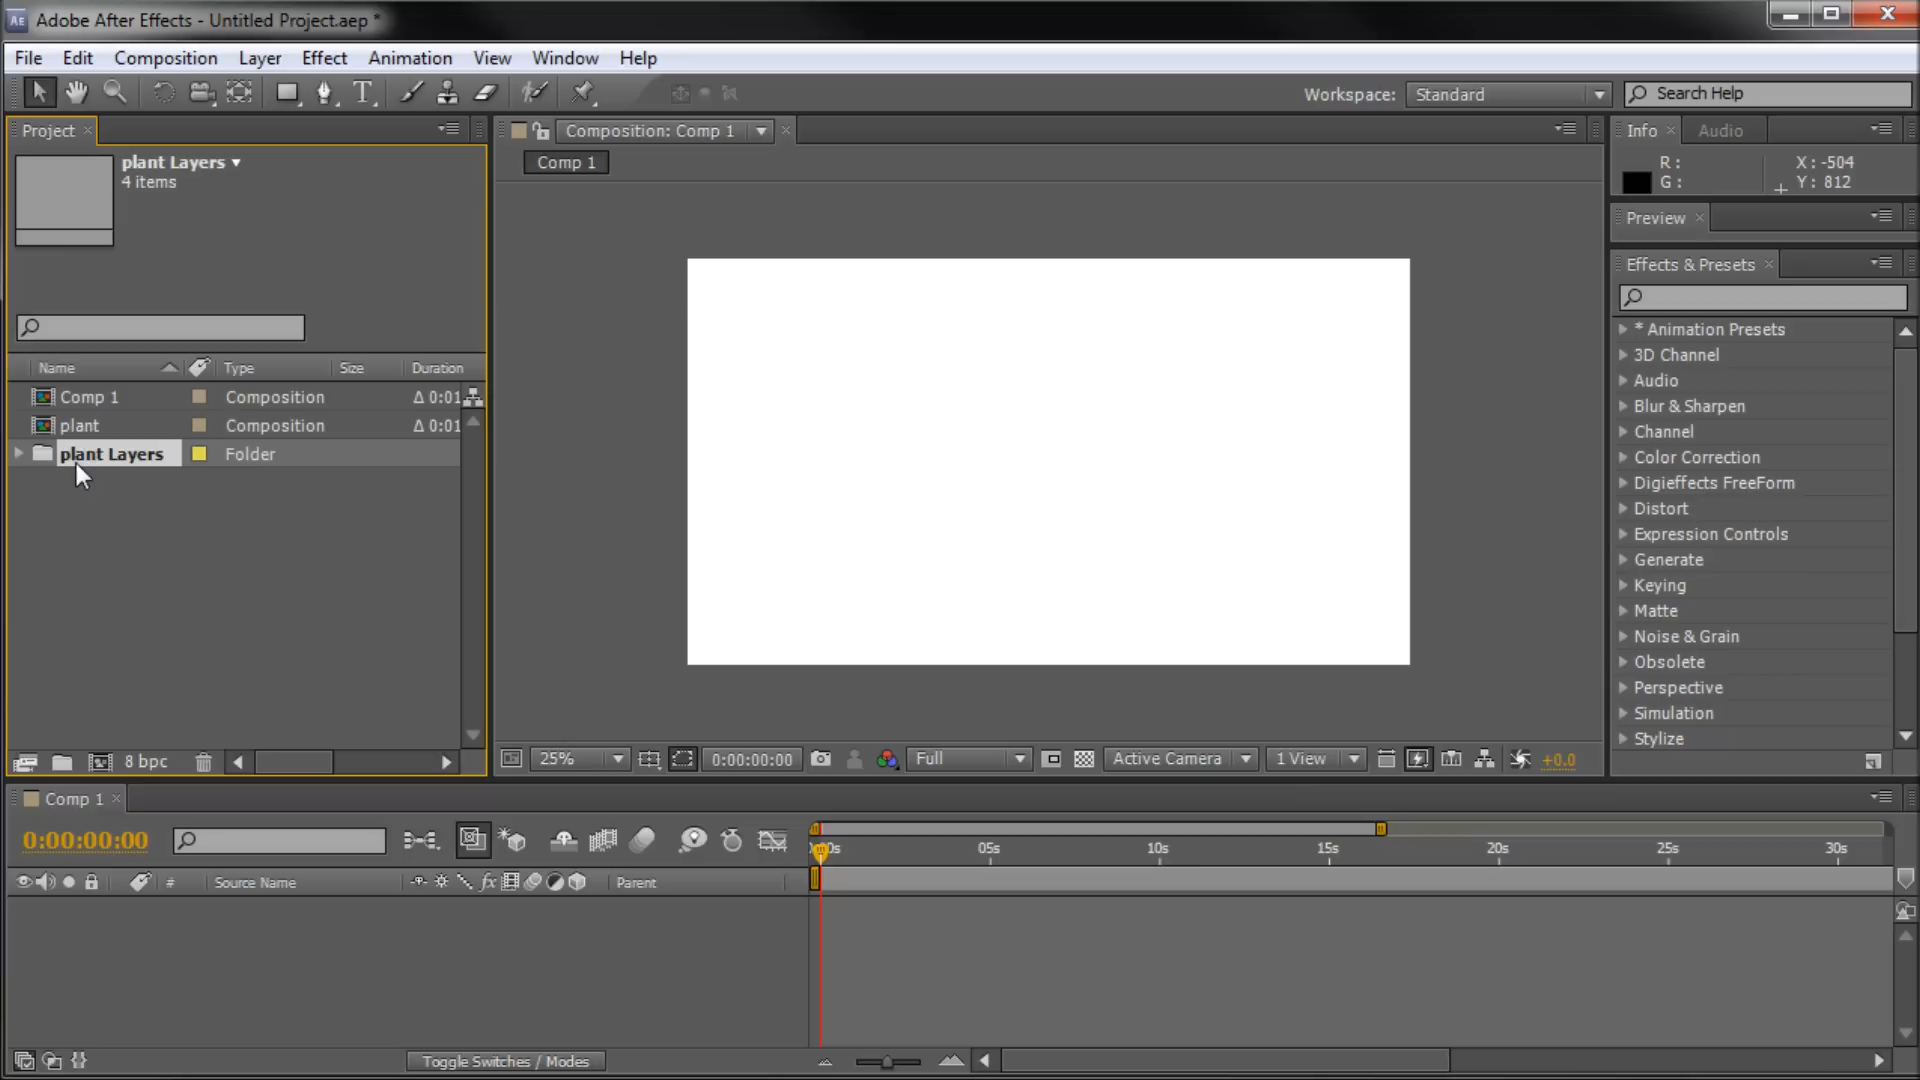 Ae Adobe After Effects - Untitled Project.aep *
File Edit Composition Layer Effect Animation View Window Help
T Workspace: Standard Search Help
Project
plant Layers
4 items
Name Type Size Duration
Comp 1 Composition Δ 0:01
plant Composition Δ 0:01
plant Layers Folder
8 bpc
Composition: Comp 1
Comp 1
25% 0:00:00:00 Full Active Camera 1 View +0.0
Info Audio
R: X: -504
G: Y: 812
Preview
Effects & Presets
* Animation Presets
3D Channel
Audio
Blur & Sharpen
Channel
Color Correction
Digieffects FreeForm
Distort
Expression Controls
Generate
Keying
Matte
Noise & Grain
Obsolete
Perspective
Simulation
Stylize
Comp 1
0:00:00:00
# Source Name fx Parent
05s 10s 15s 20s 25s 30s
Toggle Switches / Modes